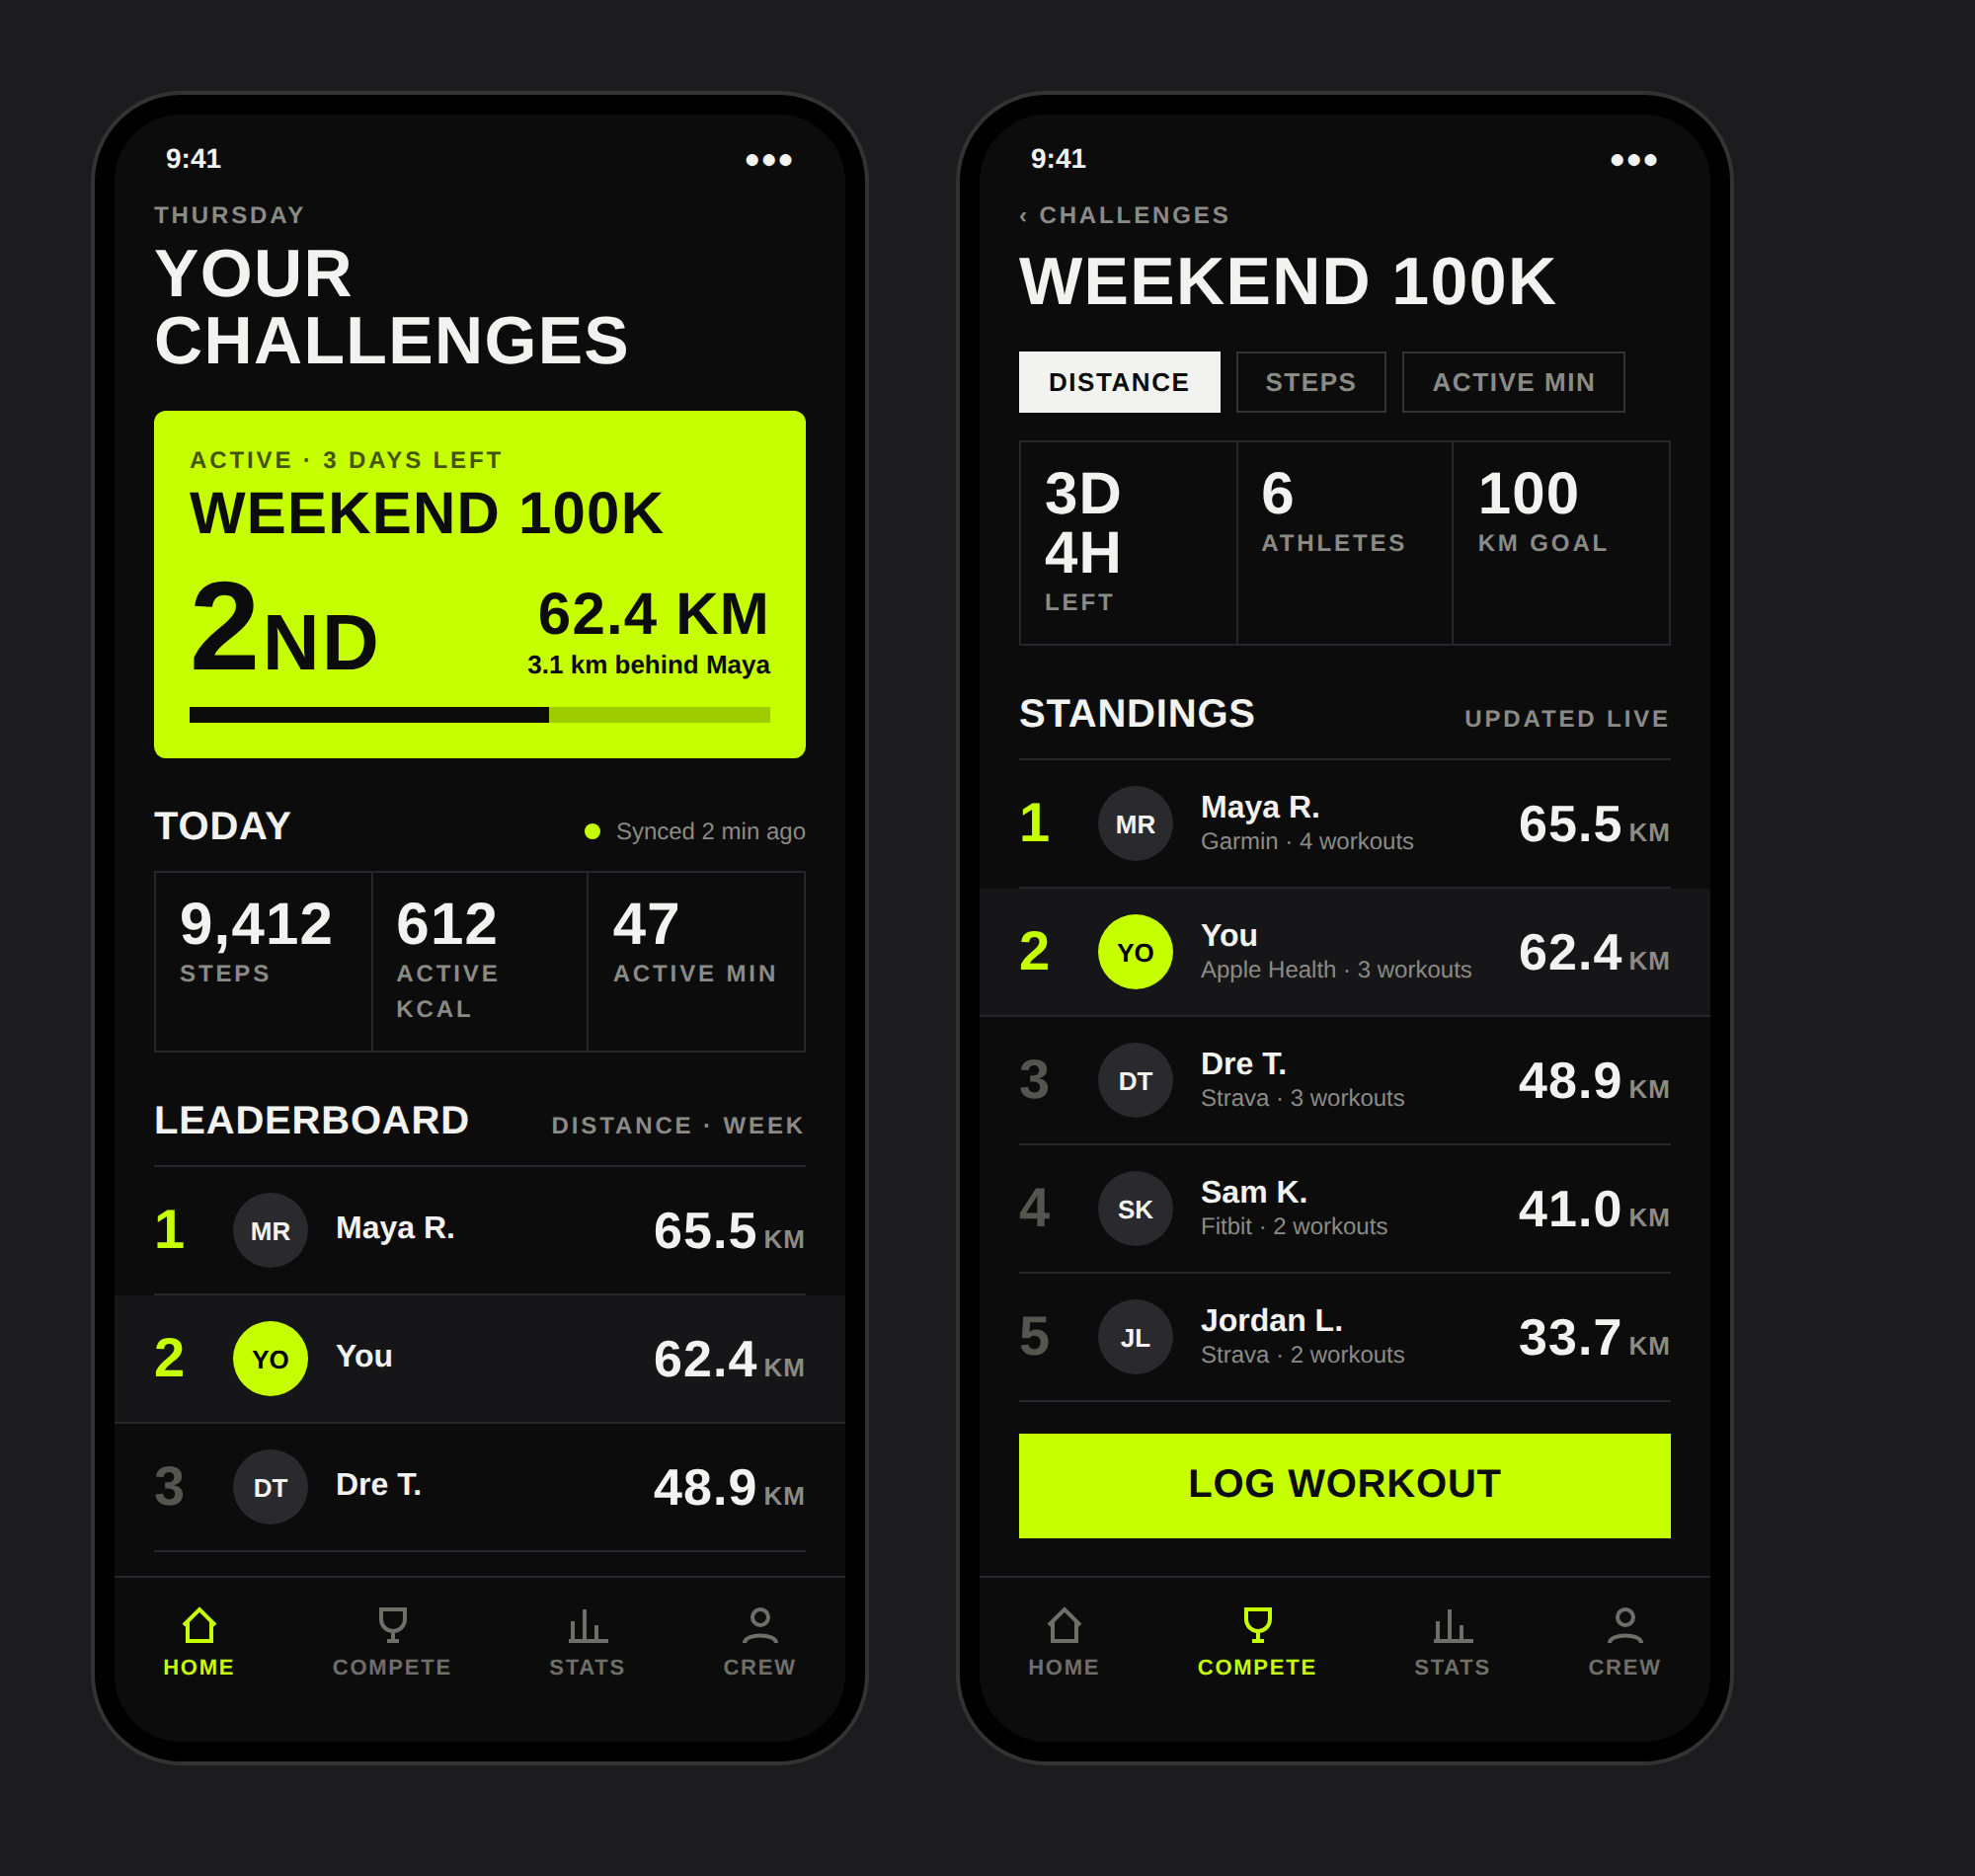 9:41
THURSDAY
YOUR
CHALLENGES
ACTIVE · 3 DAYS LEFT
WEEKEND 100K
2ND
62.4 KM
3.1 km behind Maya
TODAY
Synced 2 min ago
9,412
STEPS
612
ACTIVE
KCAL
47
ACTIVE MIN
LEADERBOARD
DISTANCE · WEEK
1 MR Maya R. 65.5 KM
2 YO You 62.4 KM
3 DT Dre T. 48.9 KM
HOME COMPETE STATS CREW
9:41
‹ CHALLENGES
WEEKEND 100K
DISTANCE STEPS ACTIVE MIN
3D
4H
LEFT
6
ATHLETES
100
KM GOAL
STANDINGS
UPDATED LIVE
1 MR Maya R. 65.5 KM
Garmin · 4 workouts
2 YO You 62.4 KM
Apple Health · 3 workouts
3 DT Dre T. 48.9 KM
Strava · 3 workouts
4 SK Sam K. 41.0 KM
Fitbit · 2 workouts
5 JL Jordan L. 33.7 KM
Strava · 2 workouts
LOG WORKOUT
HOME COMPETE STATS CREW